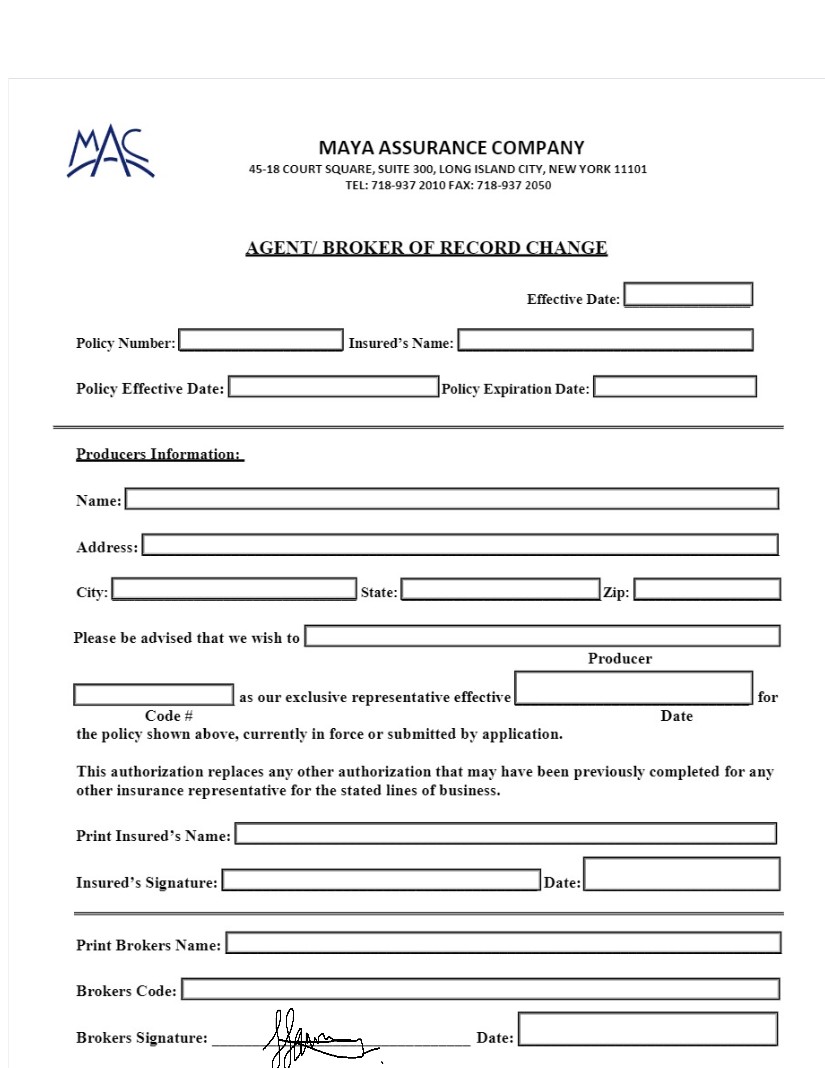 MAC
MAYA ASSURANCE COMPANY
45-18 COURT SQUARE, SUITE 300, LONG ISLAND CITY, NEW YORK 11101
TEL: 718-937 2010 FAX: 718-937 2050
AGENT/ BROKER OF RECORD CHANGE
Effective Date:
Policy Number: Insured's Name:
Policy Effective Date: Policy Expiration Date:
Producers Information:
Name:
Address:
City: State: Zip:
Please be advised that we wish to
Producer
as our exclusive representative effective for
Code # Date
the policy shown above, currently in force or submitted by application.
This authorization replaces any other authorization that may have been previously completed for any
other insurance representative for the stated lines of business.
Print Insured's Name:
Insured's Signature: Date:
Print Brokers Name:
Brokers Code:
Brokers Signature: Date: